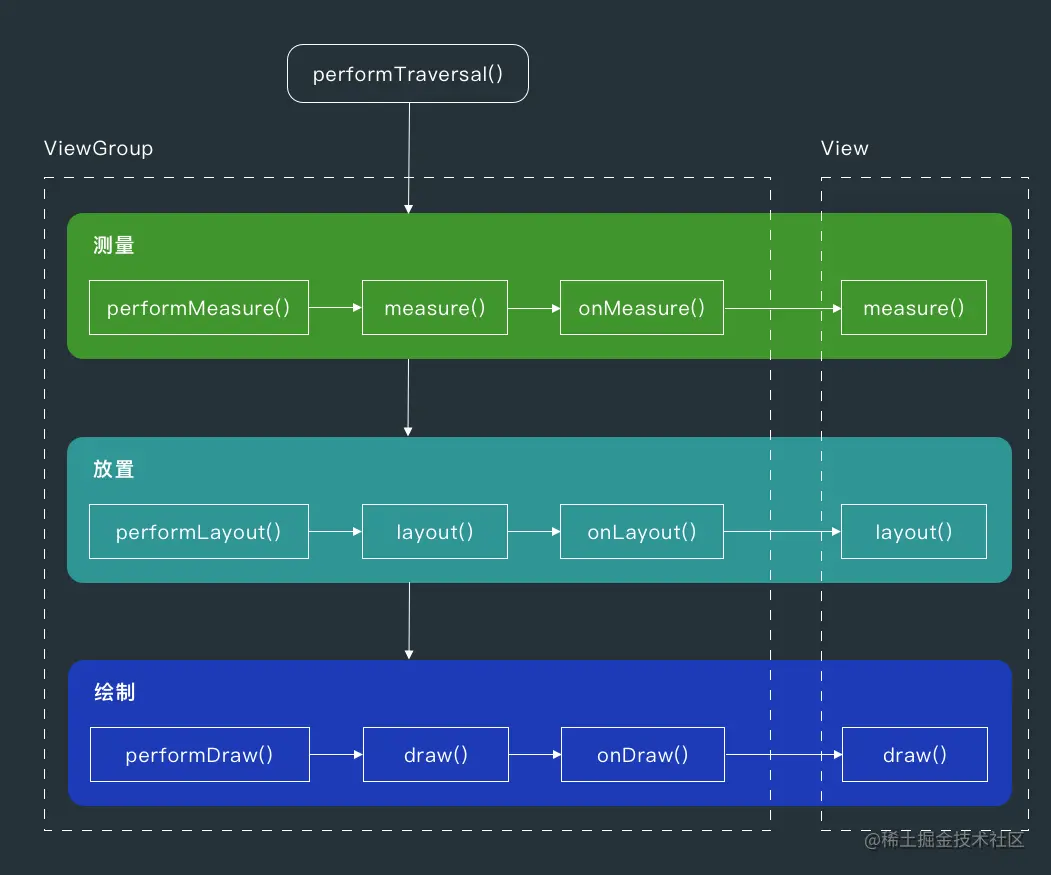 performTraversal()
ViewGroup
View
测量
performMeasure()
measure()
onMeasure()
measure()
放置
performLayout()
layout()
onLayout()
layout()
绘制
performDraw()
draw()
onDraw()
draw()
@稀土掘金技术社区